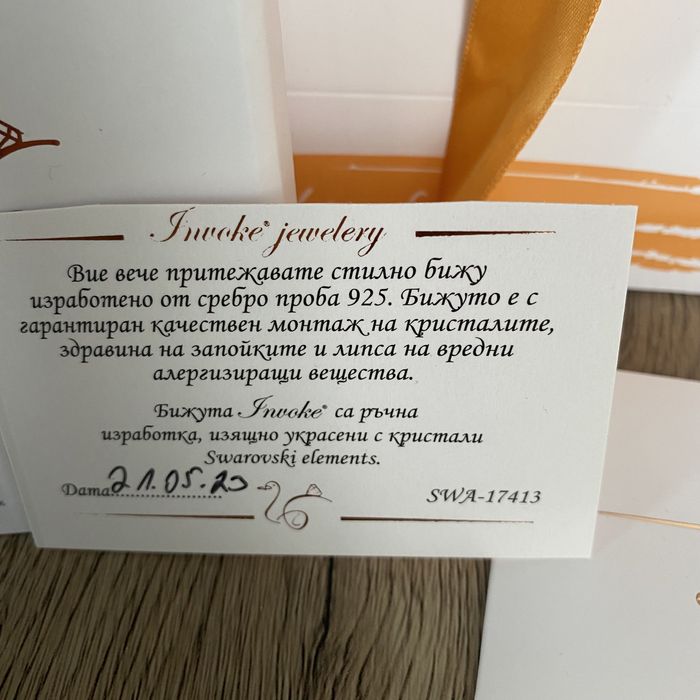 Invoke® jewelery
Вие вече притежавате стилно бижу
изработено от сребро проба 925. Бижуто е с
гарантиран качествен монтаж на кристалите,
здравина на запойките и липса на вредни
алергизиращи вещества.
Бижута Invoke® са ръчна
изработка, изящно украсени с кристали
Swarovski elements.
Дата 21.05.20
SWA-17413